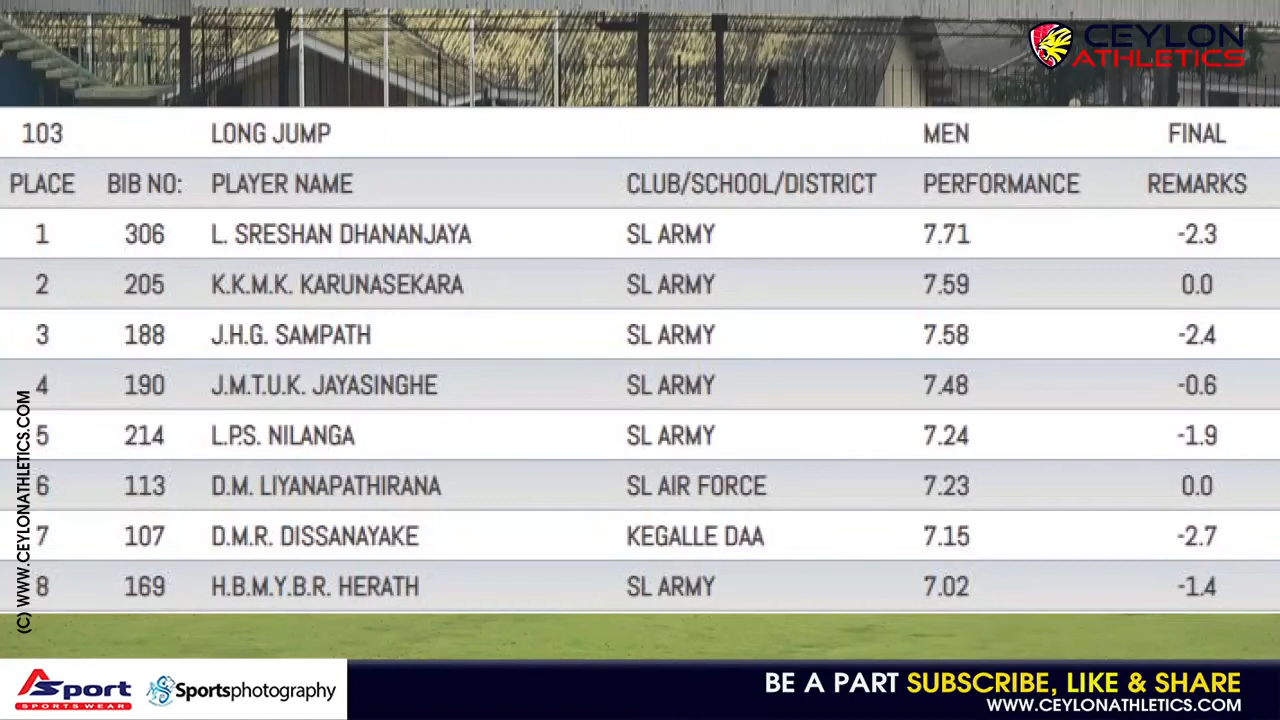 CEYLON
ATHLETICS
103 LONG JUMP MEN FINAL
PLACE BIB NO: PLAYER NAME CLUB/SCHOOL/DISTRICT PERFORMANCE REMARKS
1 306 L. SRESHAN DHANANJAYA SL ARMY 7.71 -2.3
2 205 K.K.M.K. KARUNASEKARA SL ARMY 7.59 0.0
3 188 J.H.G. SAMPATH SL ARMY 7.58 -2.4
4 190 J.M.T.U.K. JAYASINGHE SL ARMY 7.48 -0.6
5 214 L.P.S. NILANGA SL ARMY 7.24 -1.9
6 113 D.M. LIYANAPATHIRANA SL AIR FORCE 7.23 0.0
7 107 D.M.R. DISSANAYAKE KEGALLE DAA 7.15 -2.7
8 169 H.B.M.Y.B.R. HERATH SL ARMY 7.02 -1.4
(C) WWW.CEYLONATHLETICS.COM
ASport
SPORTS WEAR
Sportsphotography
BE A PART SUBSCRIBE, LIKE & SHARE
WWW.CEYLONATHLETICS.COM